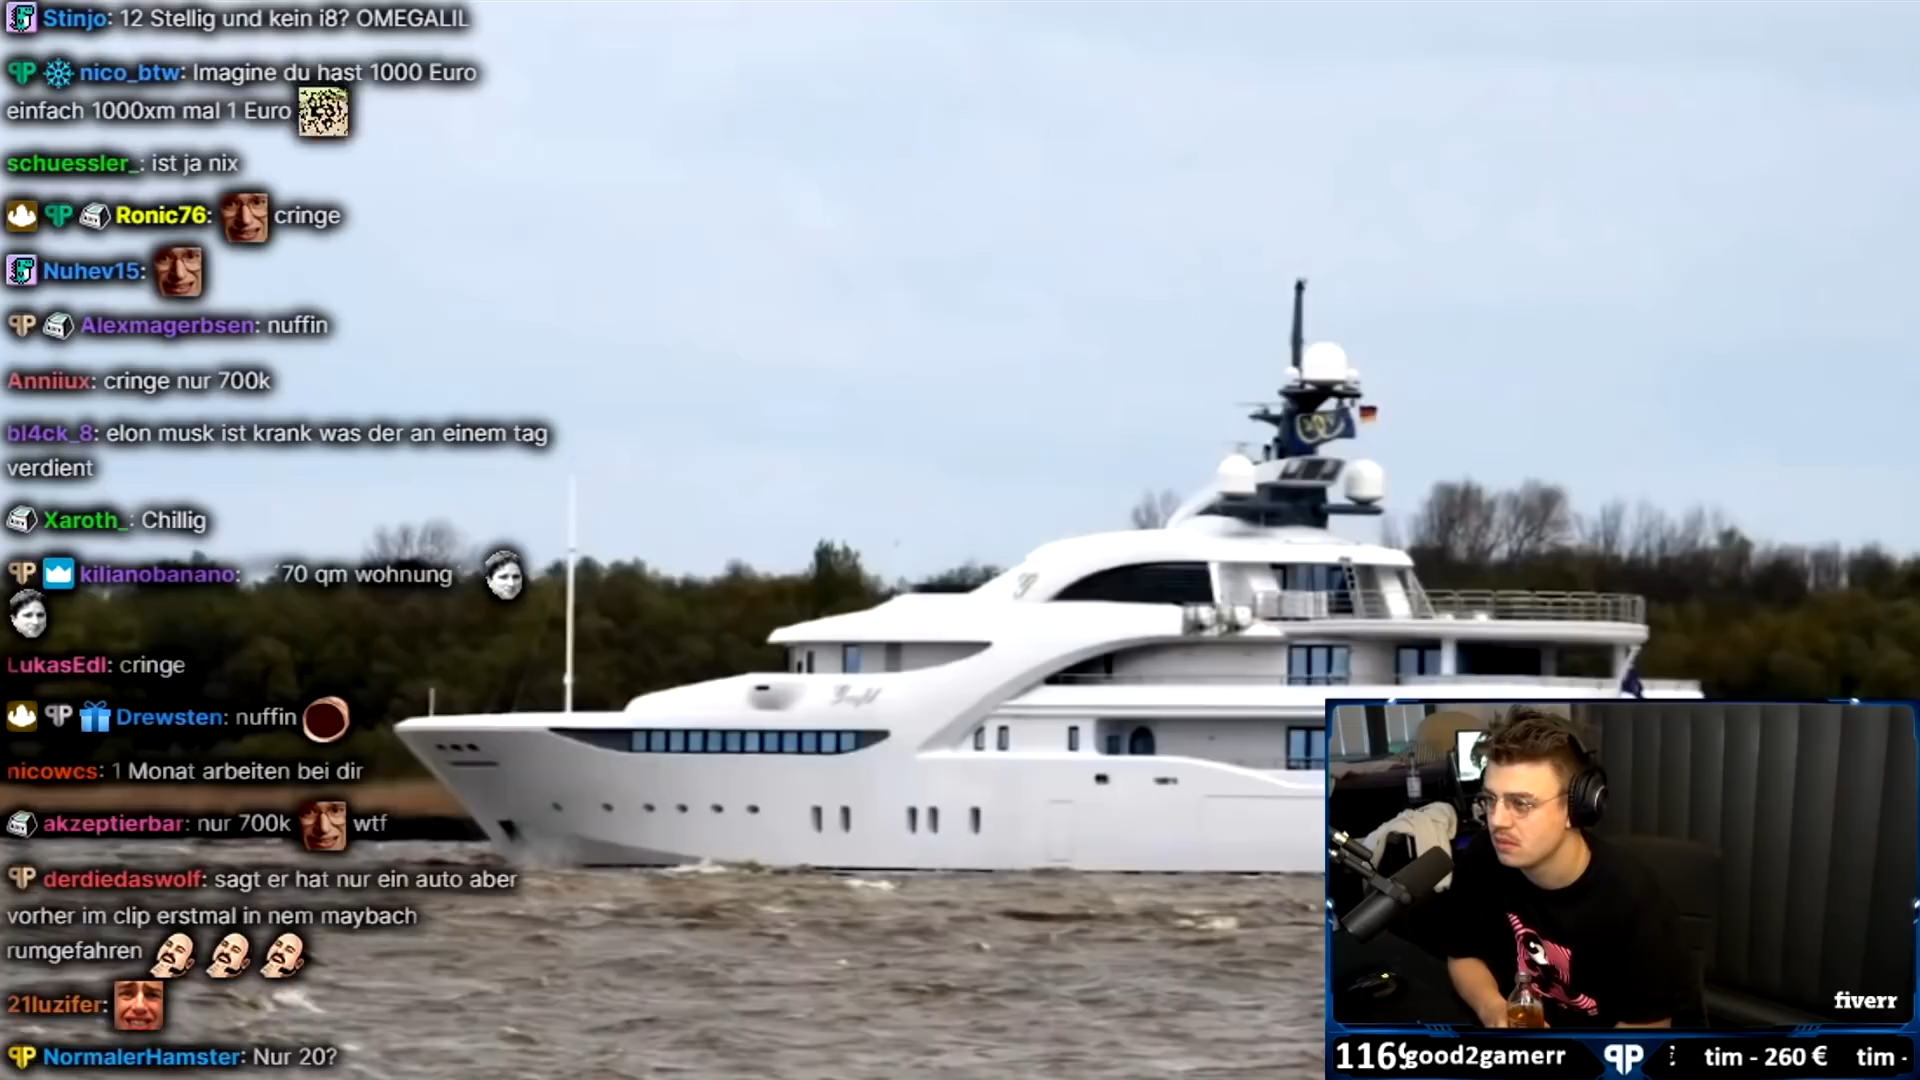 Stinjo: 12 Stellig und kein i8? OMEGALIL
nico_btw: Imagine du hast 1000 Euro
einfach 1000xm mal 1 Euro
schuessler_: ist ja nix
Ronic76: cringe
Nuhev15:
Alexmagerbsen: nuffin
Anniiux: cringe nur 700k
bl4ck_8: elon musk ist krank was der an einem tag
verdient
Xaroth_: Chillig
kilianobanano: ´70 qm wohnung´
LukasEdl: cringe
Drewsten: nuffin
nicowcs: 1 Monat arbeiten bei dir
akzeptierbar: nur 700k wtf
derdiedaswolf: sagt er hat nur ein auto aber
vorher im clip erstmal in nem maybach
rumgefahren
21luzifer:
NormalerHamster: Nur 20?
fiverr
good2gamerr
tim - 260 €
tim -